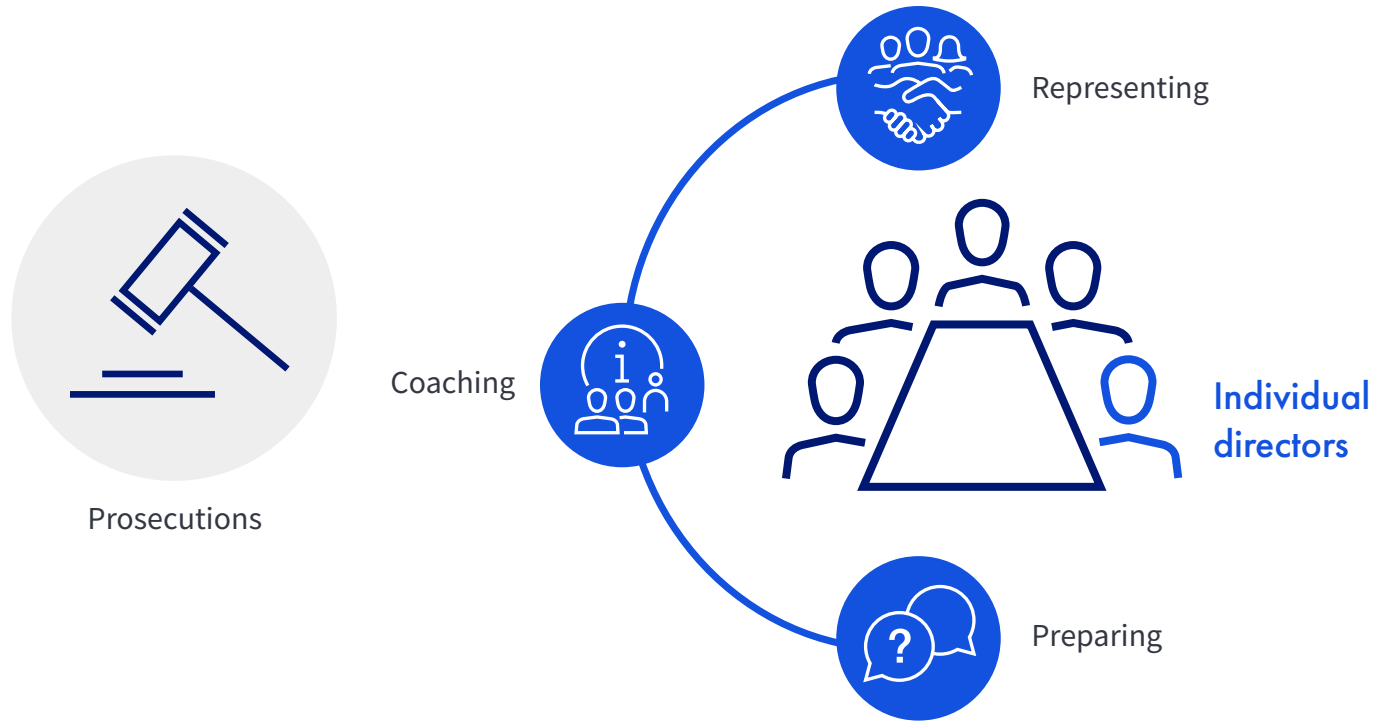 Representing
Coaching
Individual
directors
Prosecutions
Preparing